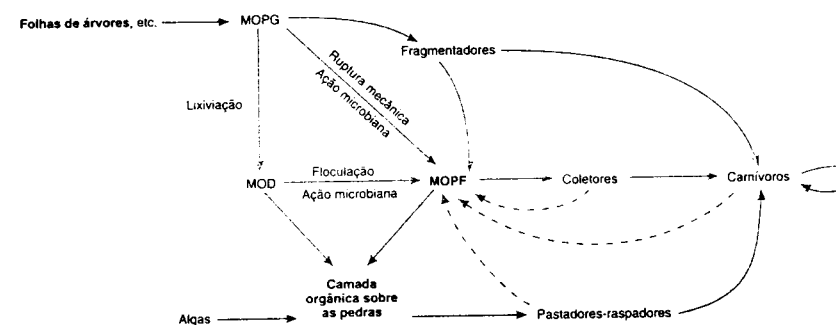 Folhas de árvores, etc.
MOPG
Fragmentadores
Ruptura mecânica
Ação microbiana
Lixiviação
MOD
Floculação
Ação microbiana
MOPF
Coletores
Carnívoros
Camada
orgânica sobre
as pedras
Algas
Pastadores-raspadores